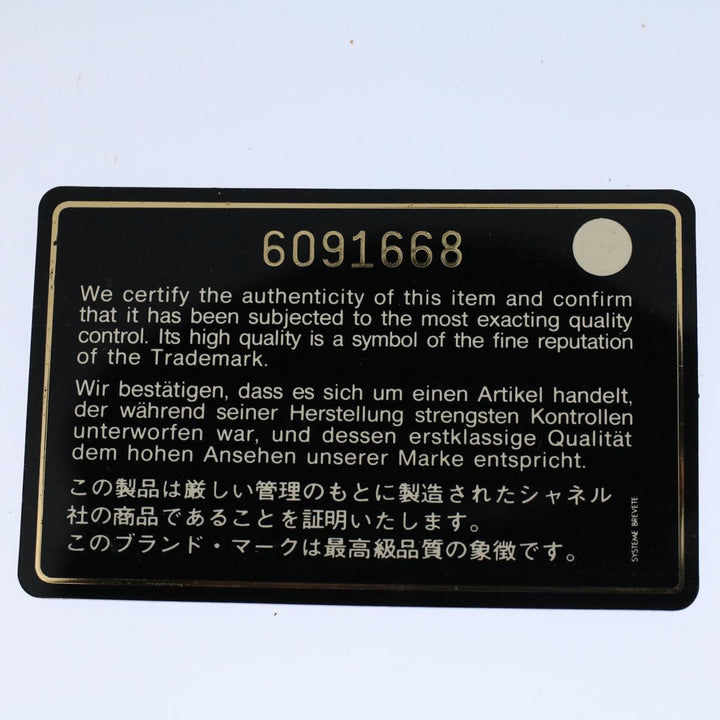 6091668
We certify the authenticity of this item and confirm
that it has been subjected to the most exacting quality
control. Its high quality is a symbol of the fine reputation
of the Trademark.
Wir bestätigen, dass es sich um einen Artikel handelt,
der während seiner Herstellung strengsten Kontrollen
unterworfen war, und dessen erstklassige Qualität
dem hohen Ansehen unserer Marke entspricht.
この製品は厳しい管理のもとに製造されたシャネル
社の商品であることを証明いたします。
このブランド・マークは最高級品質の象徴です。
SYSTEME BREVETE